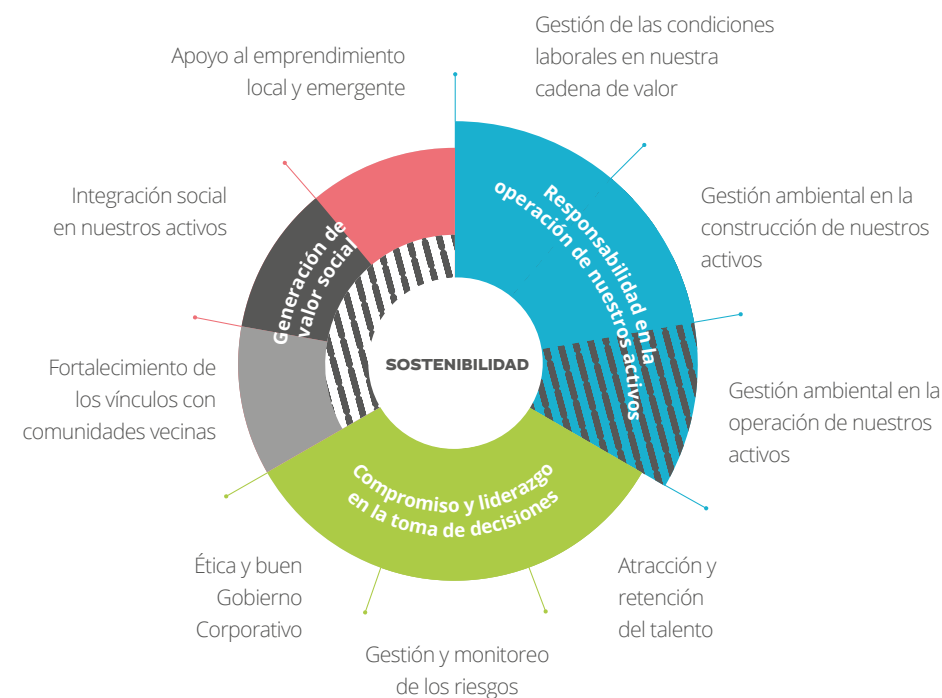 Gestión de las condiciones
laborales en nuestra
cadena de valor
Apoyo al emprendimiento
local y emergente
Integración social
en nuestros activos
Gestión ambiental en la
construcción de nuestros
activos
Responsabilidad en la
operación de nuestros activos
Generación de
valor social
SOSTENIBILIDAD
Fortalecimiento de
los vínculos con
comunidades vecinas
Gestión ambiental en la
operación de nuestros
activos
Compromiso y liderazgo
en la toma de decisiones
Ética y buen
Gobierno
Corporativo
Gestión y monitoreo
de los riesgos
Atracción y
retención
del talento